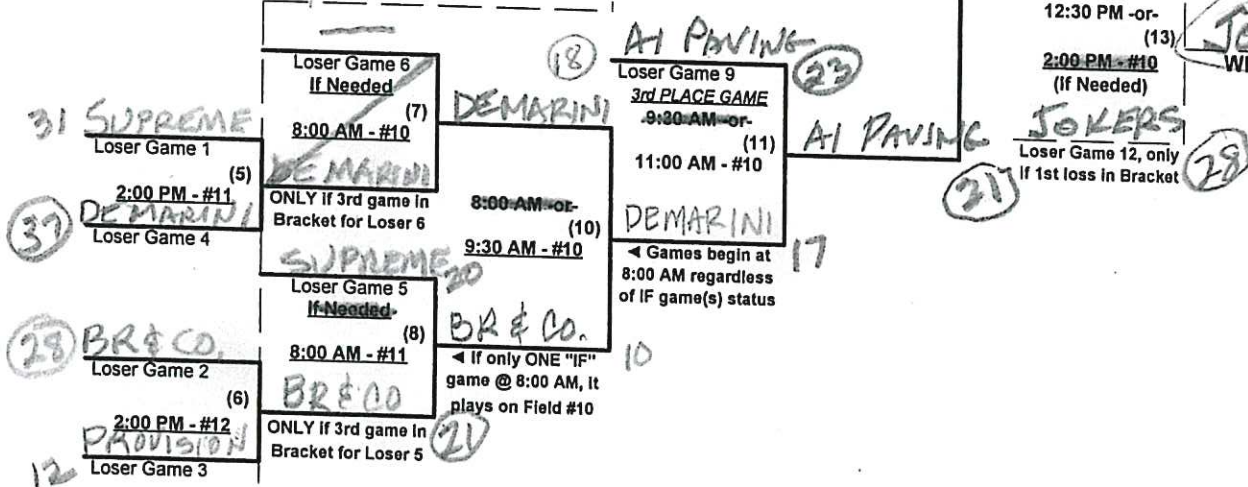 31 SUPREME
Loser Game 1
(5)
2:00 PM - #11
37 DEMARINI
Loser Game 4
28 BR & CO.
Loser Game 2
(6)
2:00 PM - #12
PROVISION
12 Loser Game 3
Loser Game 6
If Needed
(7)
8:00 AM - #10
DEMARINI
ONLY if 3rd game in
Bracket for Loser 6
SUPREME 20
Loser Game 5
If Needed
(8)
8:00 AM - #11
BR & CO
ONLY if 3rd game in
Bracket for Loser 5
21
DEMARINI 18
8:00 AM -or-
(10)
9:30 AM - #10
BR & CO.
10
◄ If only ONE "IF"
game @ 8:00 AM, it
plays on Field #10
A1 PAVING 23
Loser Game 9
3rd PLACE GAME
9:30 AM -or-
(11)
11:00 AM - #10
DEMARINI
17
◄ Games begin at
8:00 AM regardless
of IF game(s) status
A1 PAVING
21
12:30 PM -or-
(13)
2:00 PM - #10
(If Needed)
JOKERS
Loser Game 12, only
if 1st loss in Bracket
28